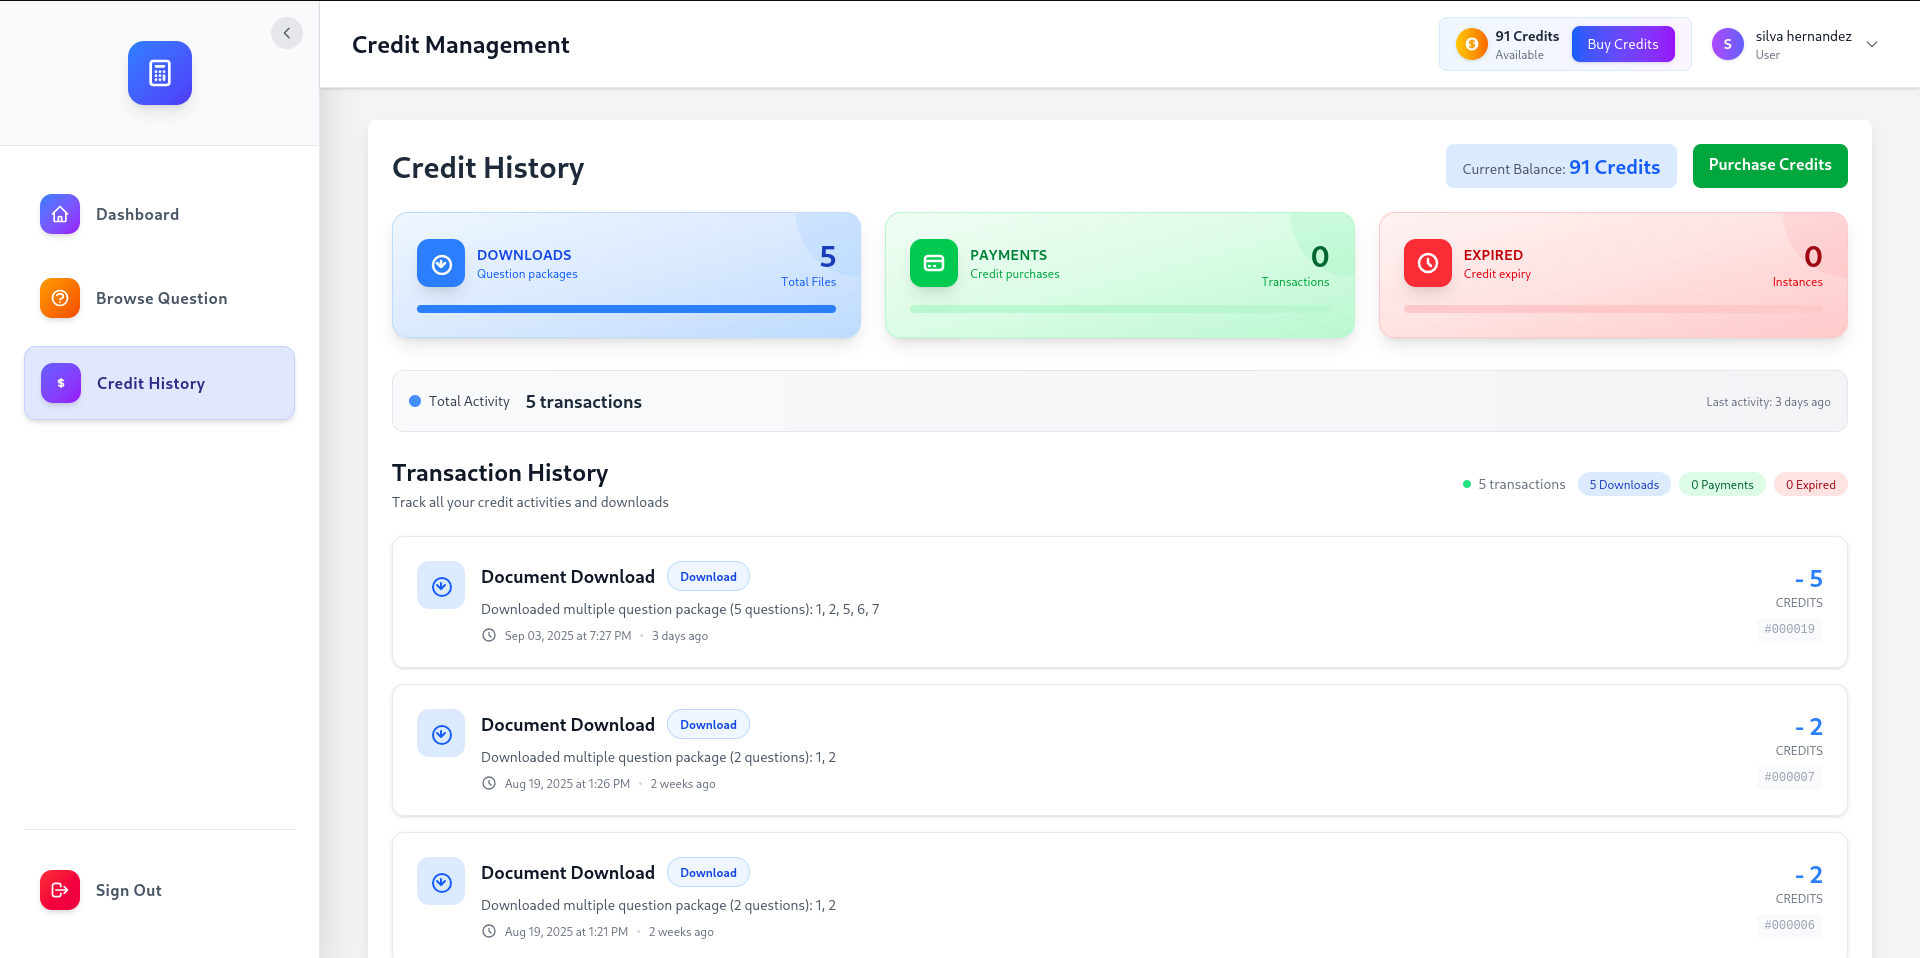 Credit Management
91 Credits
Available
Buy Credits
S
silva hernandez
User
Dashboard
Browse Question
$
Credit History
Sign Out
Credit History
Current Balance: 91 Credits
Purchase Credits
DOWNLOADS
Question packages
5
Total Files
PAYMENTS
Credit purchases
0
Transactions
EXPIRED
Credit expiry
0
Instances
Total Activity 5 transactions
Last activity: 3 days ago
Transaction History
Track all your credit activities and downloads
5 transactions
5 Downloads
0 Payments
0 Expired
Document Download
Download
Downloaded multiple question package (5 questions): 1, 2, 5, 6, 7
Sep 03, 2025 at 7:27 PM • 3 days ago
- 5
CREDITS
#000019
Document Download
Download
Downloaded multiple question package (2 questions): 1, 2
Aug 19, 2025 at 1:26 PM • 2 weeks ago
- 2
CREDITS
#000007
Document Download
Download
Downloaded multiple question package (2 questions): 1, 2
Aug 19, 2025 at 1:21 PM • 2 weeks ago
- 2
CREDITS
#000006